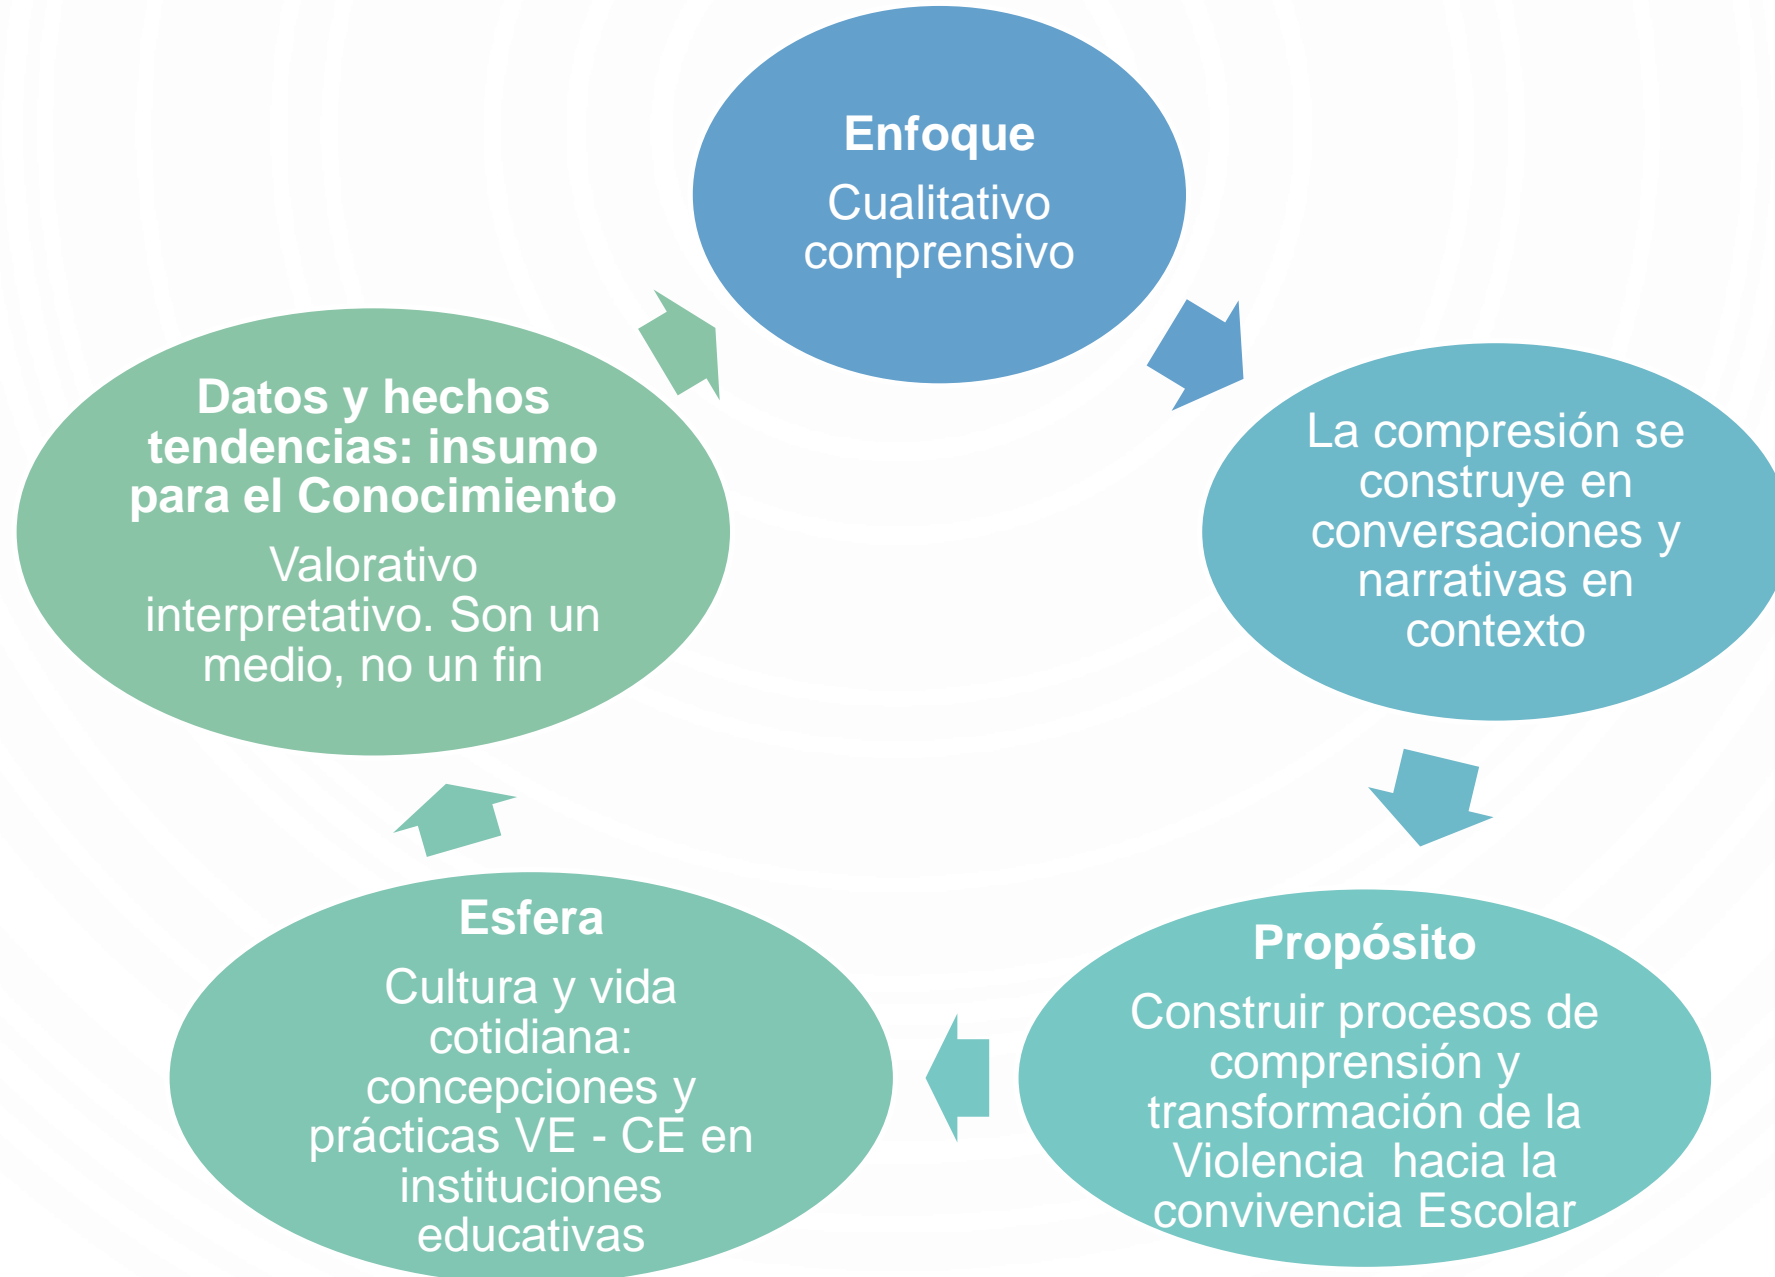 Enfoque
Cualitativo
comprensivo
La compresión se
construye en
conversaciones y
narrativas en
contexto
Propósito
Construir procesos de
comprensión y
transformación de la
Violencia  hacia la
convivencia Escolar
Esfera
Cultura y vida
cotidiana:
concepciones y
prácticas VE - CE en
instituciones
educativas
Datos y hechos
tendencias: insumo
para el Conocimiento
Valorativo
interpretativo. Son un
medio, no un fin